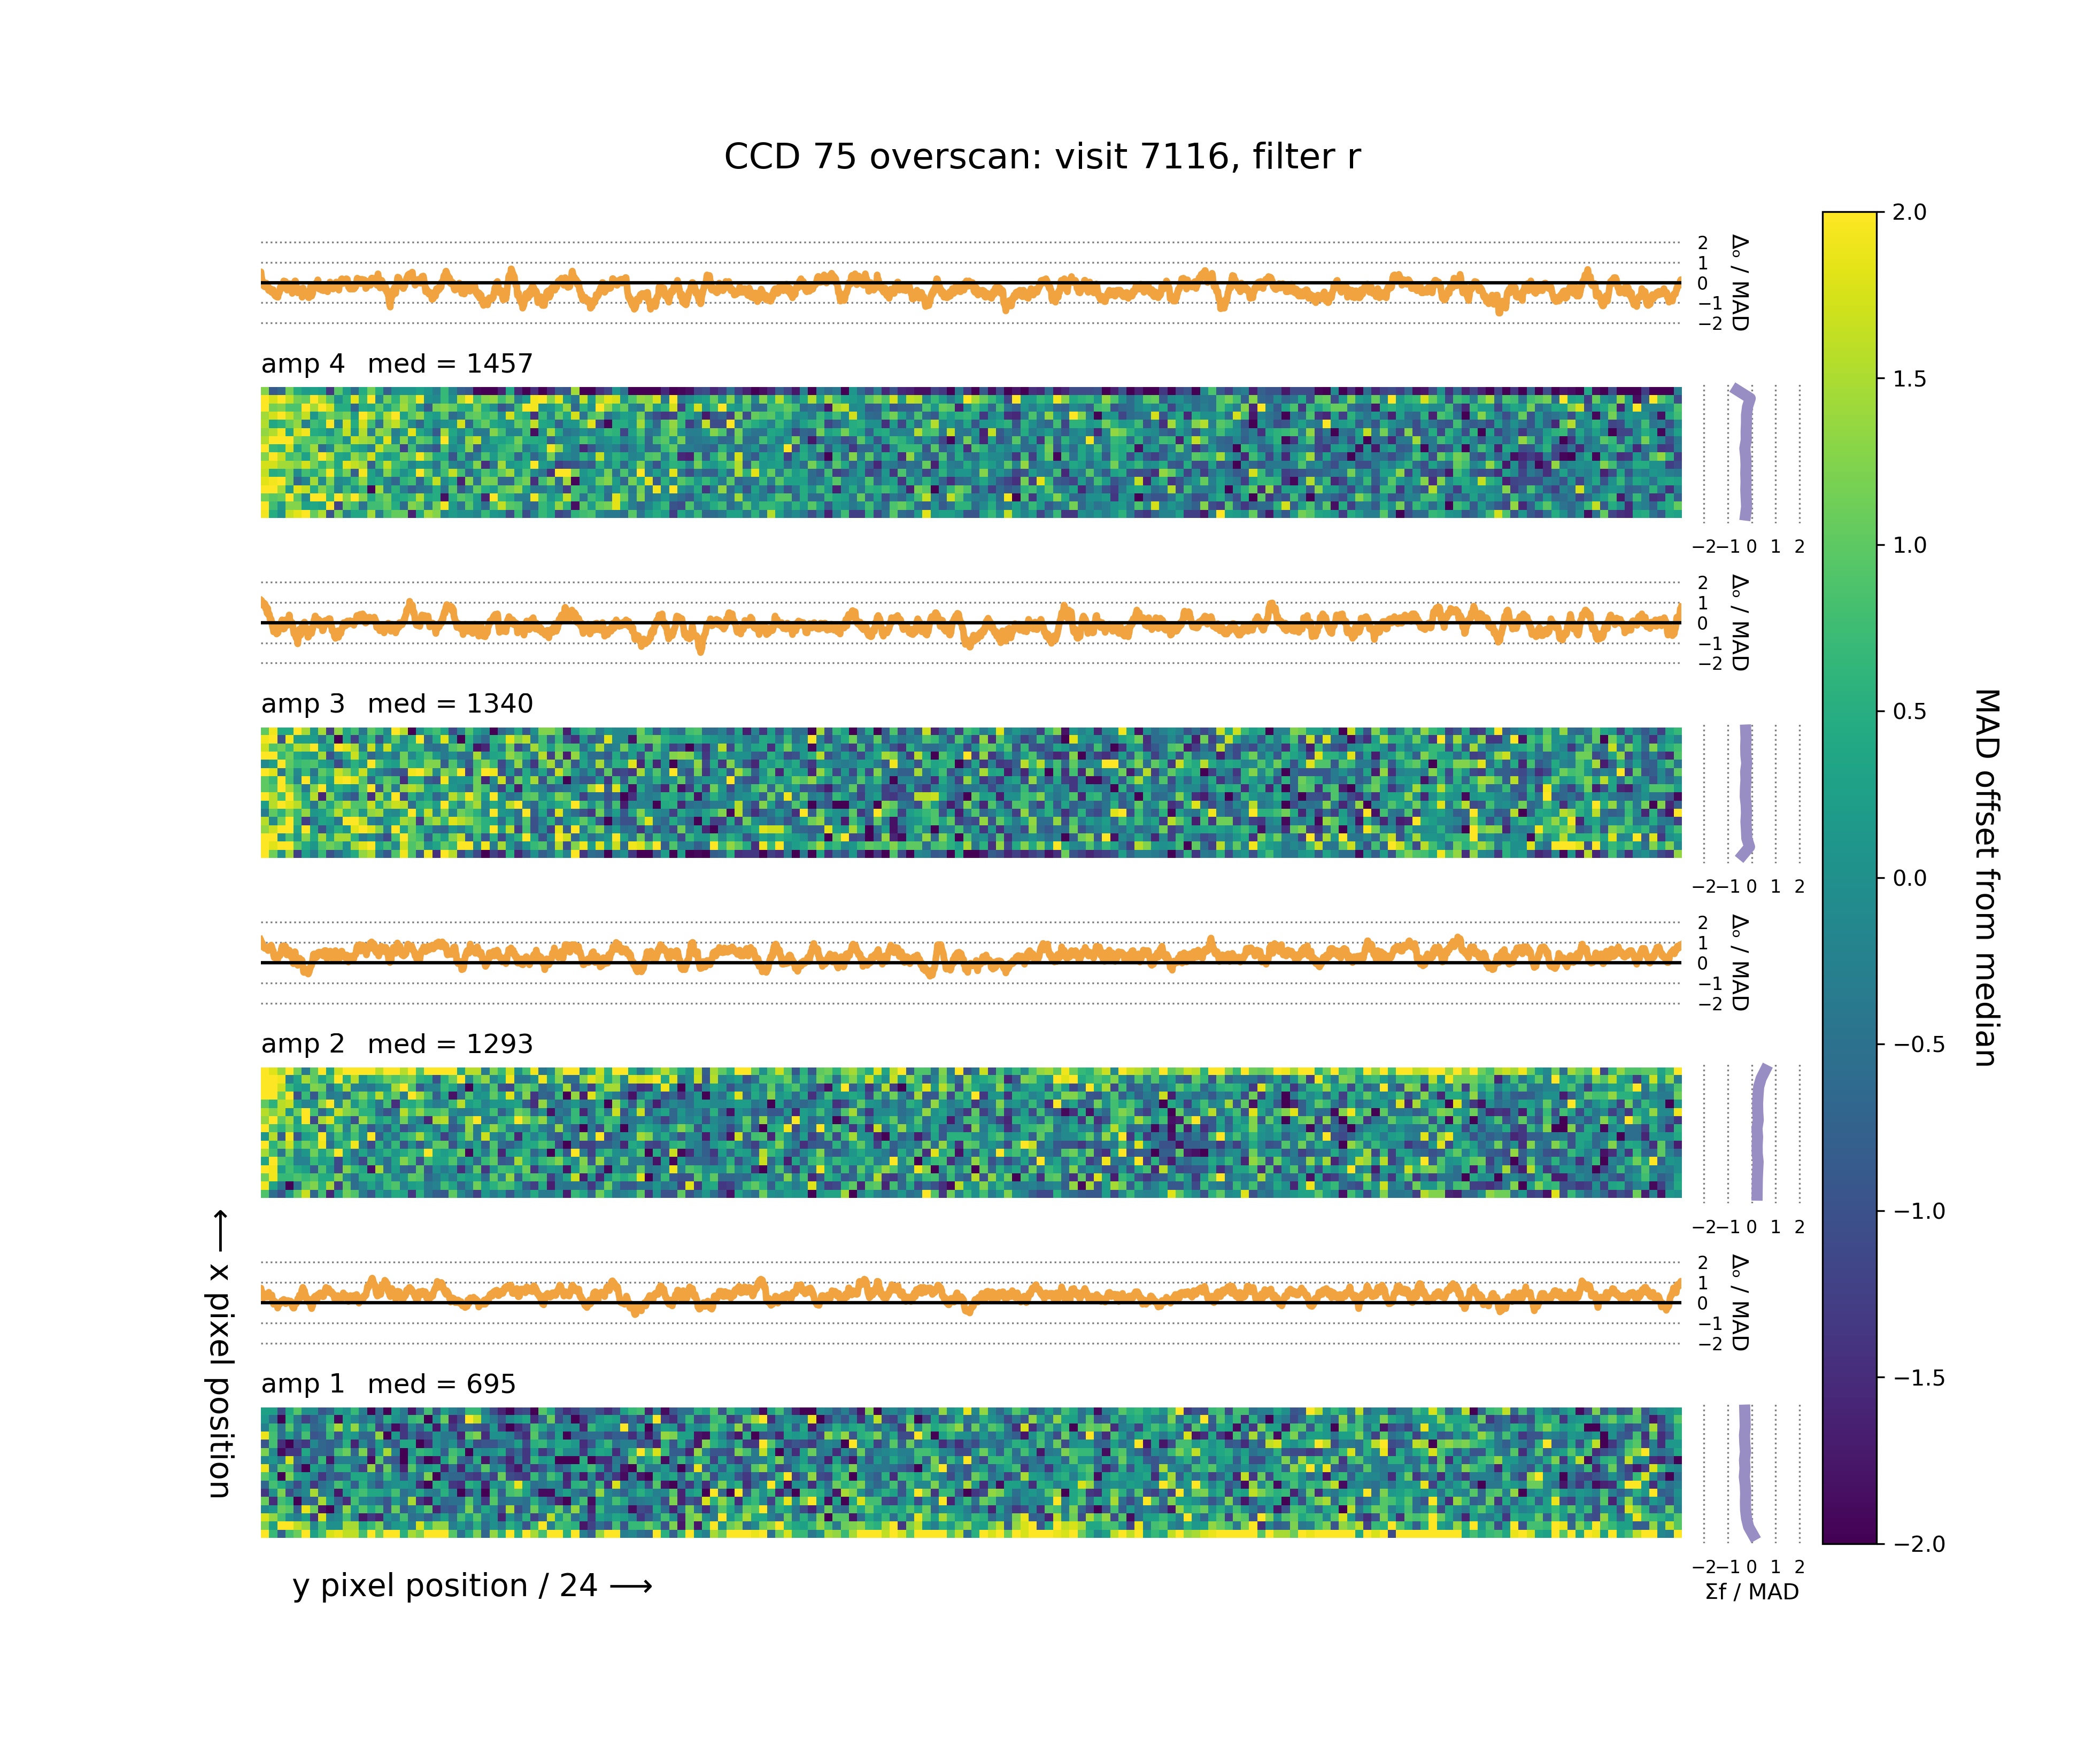 CCD 75 overscan: visit 7116, filter r
2
1
0
−1
−2
Δₒ / MAD
amp 4 med = 1457
−2 −1 0 1 2
2
1
0
−1
−2
Δₒ / MAD
amp 3 med = 1340
−2 −1 0 1 2
2
1
0
−1
−2
Δₒ / MAD
amp 2 med = 1293
−2 −1 0 1 2
2
1
0
−1
−2
Δₒ / MAD
amp 1 med = 695
−2 −1 0 1 2
Σf / MAD
y pixel position / 24 ⟶
⟵ x pixel position
2.0
1.5
1.0
0.5
0.0
−0.5
−1.0
−1.5
−2.0
MAD offset from median